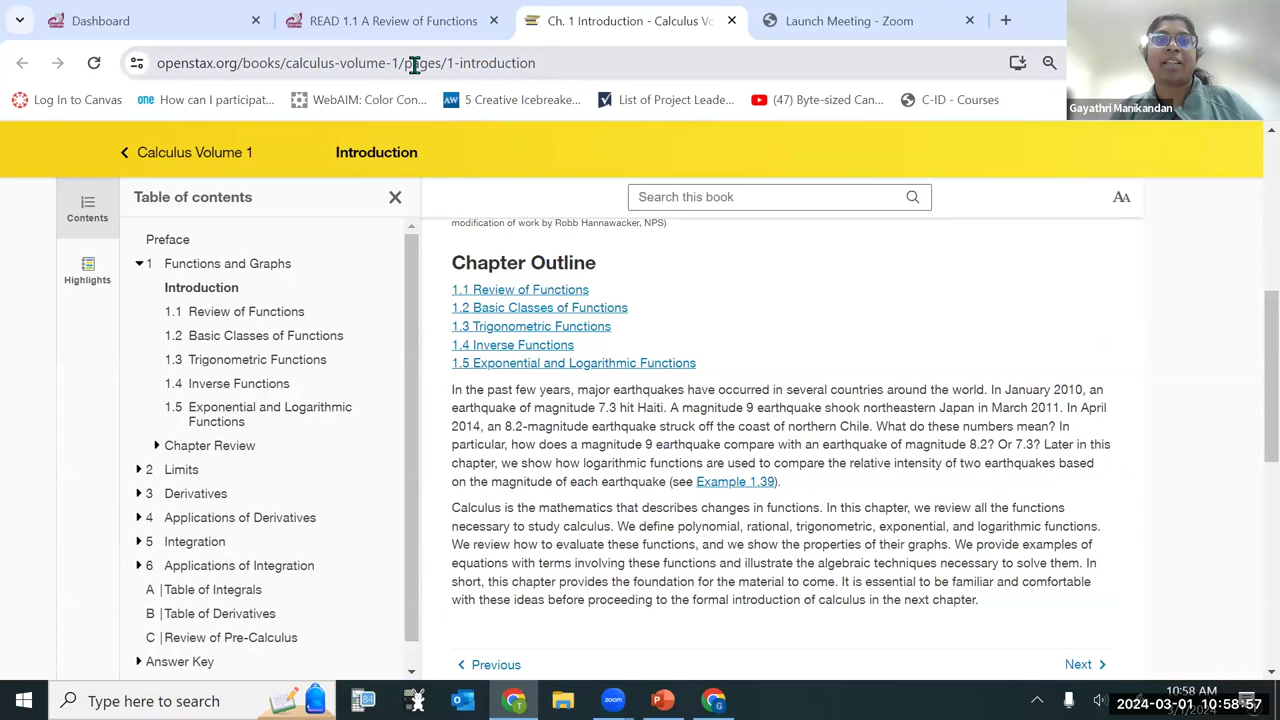 Dashboard
READ 1.1 A Review of Functions
Ch. 1 Introduction - Calculus Vo
Launch Meeting - Zoom
openstax.org/books/calculus-volume-1/pages/1-introduction
Log In to Canvas
one How can I participat...
WebAIM: Color Con...
AW 5 Creative Icebreake...
List of Project Leade...
(47) Byte-sized Can...
C-ID - Courses
Gayathri Manikandan
Calculus Volume 1
Introduction
Contents
Highlights
Table of contents
Preface
1 Functions and Graphs
Introduction
1.1 Review of Functions
1.2 Basic Classes of Functions
1.3 Trigonometric Functions
1.4 Inverse Functions
1.5 Exponential and Logarithmic
Functions
Chapter Review
2 Limits
3 Derivatives
4 Applications of Derivatives
5 Integration
6 Applications of Integration
A | Table of Integrals
B | Table of Derivatives
C | Review of Pre-Calculus
Answer Key
Search this book
AA
modification of work by Robb Hannawacker, NPS)
Chapter Outline
1.1 Review of Functions
1.2 Basic Classes of Functions
1.3 Trigonometric Functions
1.4 Inverse Functions
1.5 Exponential and Logarithmic Functions
In the past few years, major earthquakes have occurred in several countries around the world. In January 2010, an
earthquake of magnitude 7.3 hit Haiti. A magnitude 9 earthquake shook northeastern Japan in March 2011. In April
2014, an 8.2-magnitude earthquake struck off the coast of northern Chile. What do these numbers mean? In
particular, how does a magnitude 9 earthquake compare with an earthquake of magnitude 8.2? Or 7.3? Later in this
chapter, we show how logarithmic functions are used to compare the relative intensity of two earthquakes based
on the magnitude of each earthquake (see Example 1.39).
Calculus is the mathematics that describes changes in functions. In this chapter, we review all the functions
necessary to study calculus. We define polynomial, rational, trigonometric, exponential, and logarithmic functions.
We review how to evaluate these functions, and we show the properties of their graphs. We provide examples of
equations with terms involving these functions and illustrate the algebraic techniques necessary to solve them. In
short, this chapter provides the foundation for the material to come. It is essential to be familiar and comfortable
with these ideas before proceeding to the formal introduction of calculus in the next chapter.
Previous
Next
Type here to search
10:58 AM
2024-03-01 10:58:57